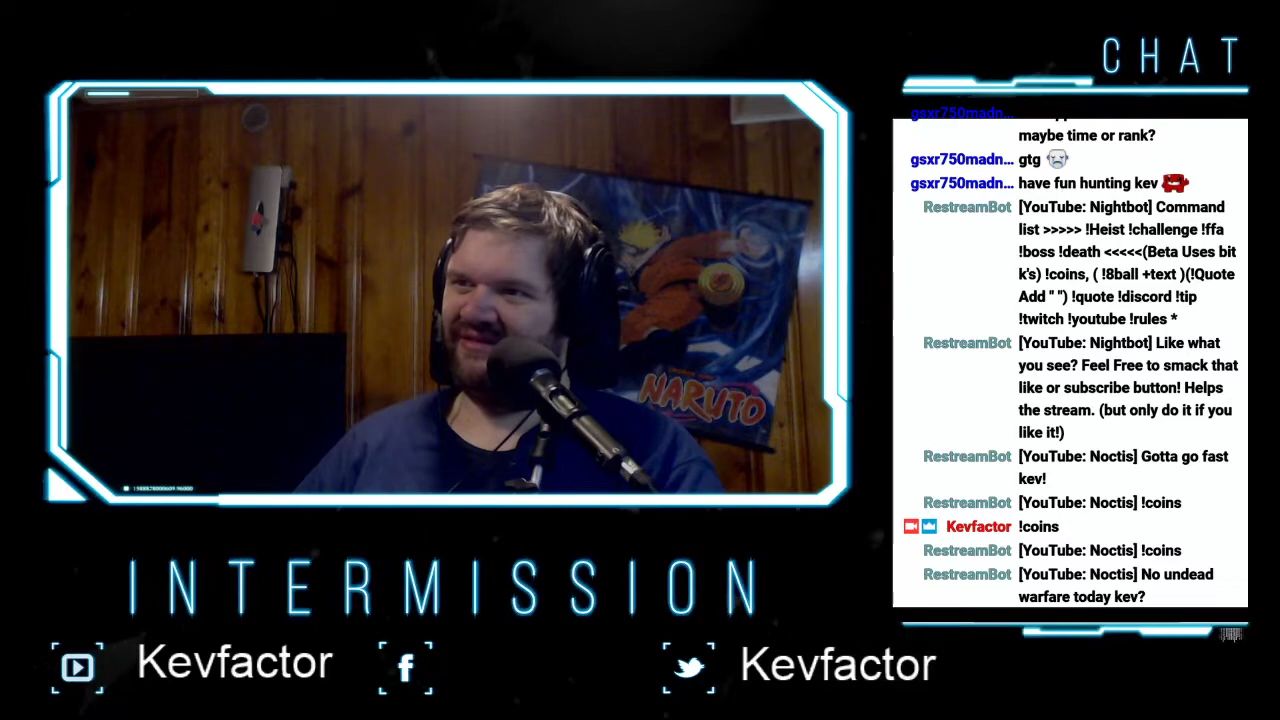 CHAT
gsxr750madn...
maybe time or rank?
gsxr750madn... gtg
gsxr750madn... have fun hunting kev
RestreamBot [YouTube: Nightbot] Command
list >>>>> !Heist !challenge !ffa
!boss !death <<<<<(Beta Uses bit
k's) !coins, ( !8ball +text )(!Quote
Add " ") !quote !discord !tip
!twitch !youtube !rules *
RestreamBot [YouTube: Nightbot] Like what
you see? Feel Free to smack that
like or subscribe button! Helps
the stream. (but only do it if you
like it!)
RestreamBot [YouTube: Noctis] Gotta go fast
kev!
RestreamBot [YouTube: Noctis] !coins
Kevfactor !coins
RestreamBot [YouTube: Noctis] !coins
RestreamBot [YouTube: Noctis] No undead
warfare today kev?
NARUTO
INTERMISSION
Kevfactor
f
Kevfactor